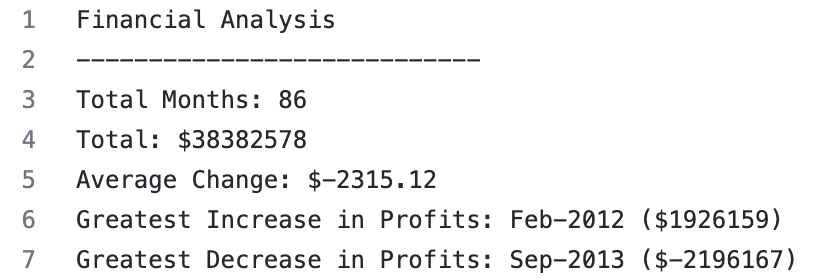 1 Financial Analysis
2 ----------------------------
3 Total Months: 86
4 Total: $38382578
5 Average Change: $-2315.12
6 Greatest Increase in Profits: Feb-2012 ($1926159)
7 Greatest Decrease in Profits: Sep-2013 ($-2196167)